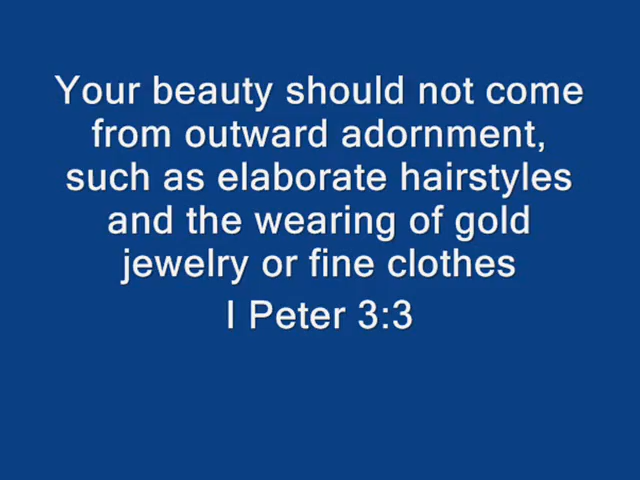 Your beauty should not come
from outward adornment,
such as elaborate hairstyles
and the wearing of gold
jewelry or fine clothes
I Peter 3:3